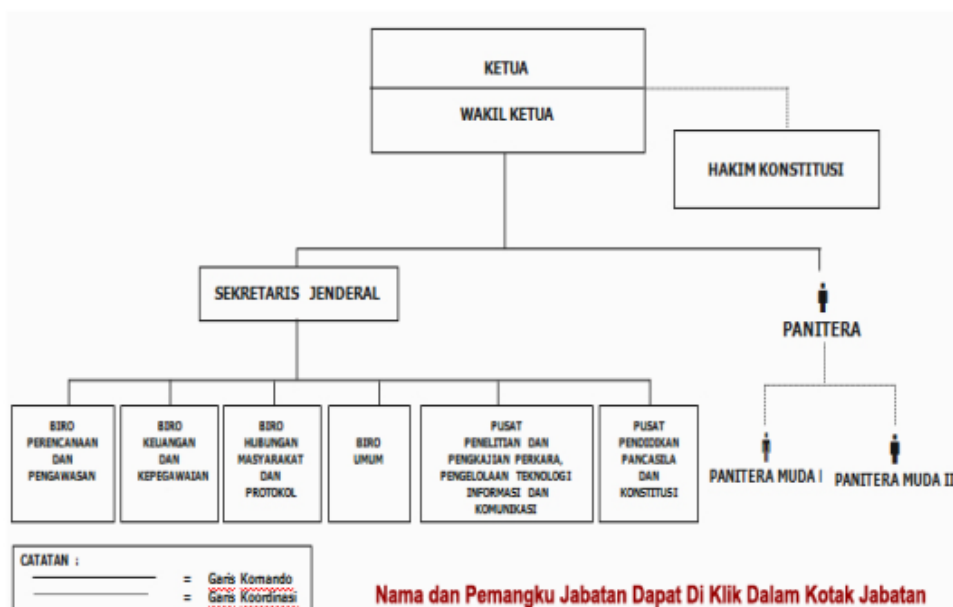 KETUA
WAKIL KETUA
HAKIM KONSTITUSI
SEKRETARIS JENDERAL
PANITERA
BIRO
PERENCANAAN
DAN
PENGAWASAN
BIRO
KEUANGAN
DAN
KEPEGAWAIAN
BIRO
HUBUNGAN
MASYARAKAT
DAN
PROTOKOL
BIRO
UMUM
PUSAT
PENELITIAN DAN
PENGKAJIAN PERKARA,
PENGELOLAAN TEKNOLOGI
INFORMASI DAN
KOMUNIKASI
PUSAT
PENDIDIKAN
PANCASILA
DAN
KONSTITUSI
PANITERA MUDA I
PANITERA MUDA II
CATATAN :
= Garis Komando
= Garis Koordinasi
Nama dan Pemangku Jabatan Dapat Di Klik Dalam Kotak Jabatan